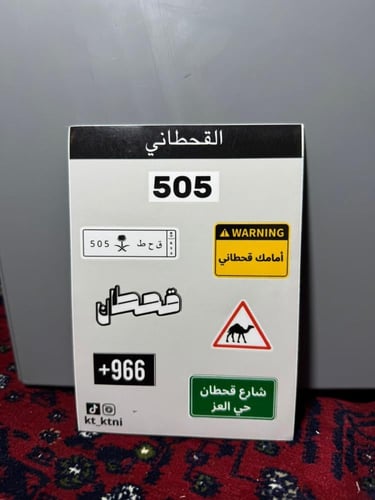 القحطاني
505
505 ق ح ط
WARNING
أمامك قحطاني
قحطان
+966
شارع قحطان
حي العز
kt_ktni